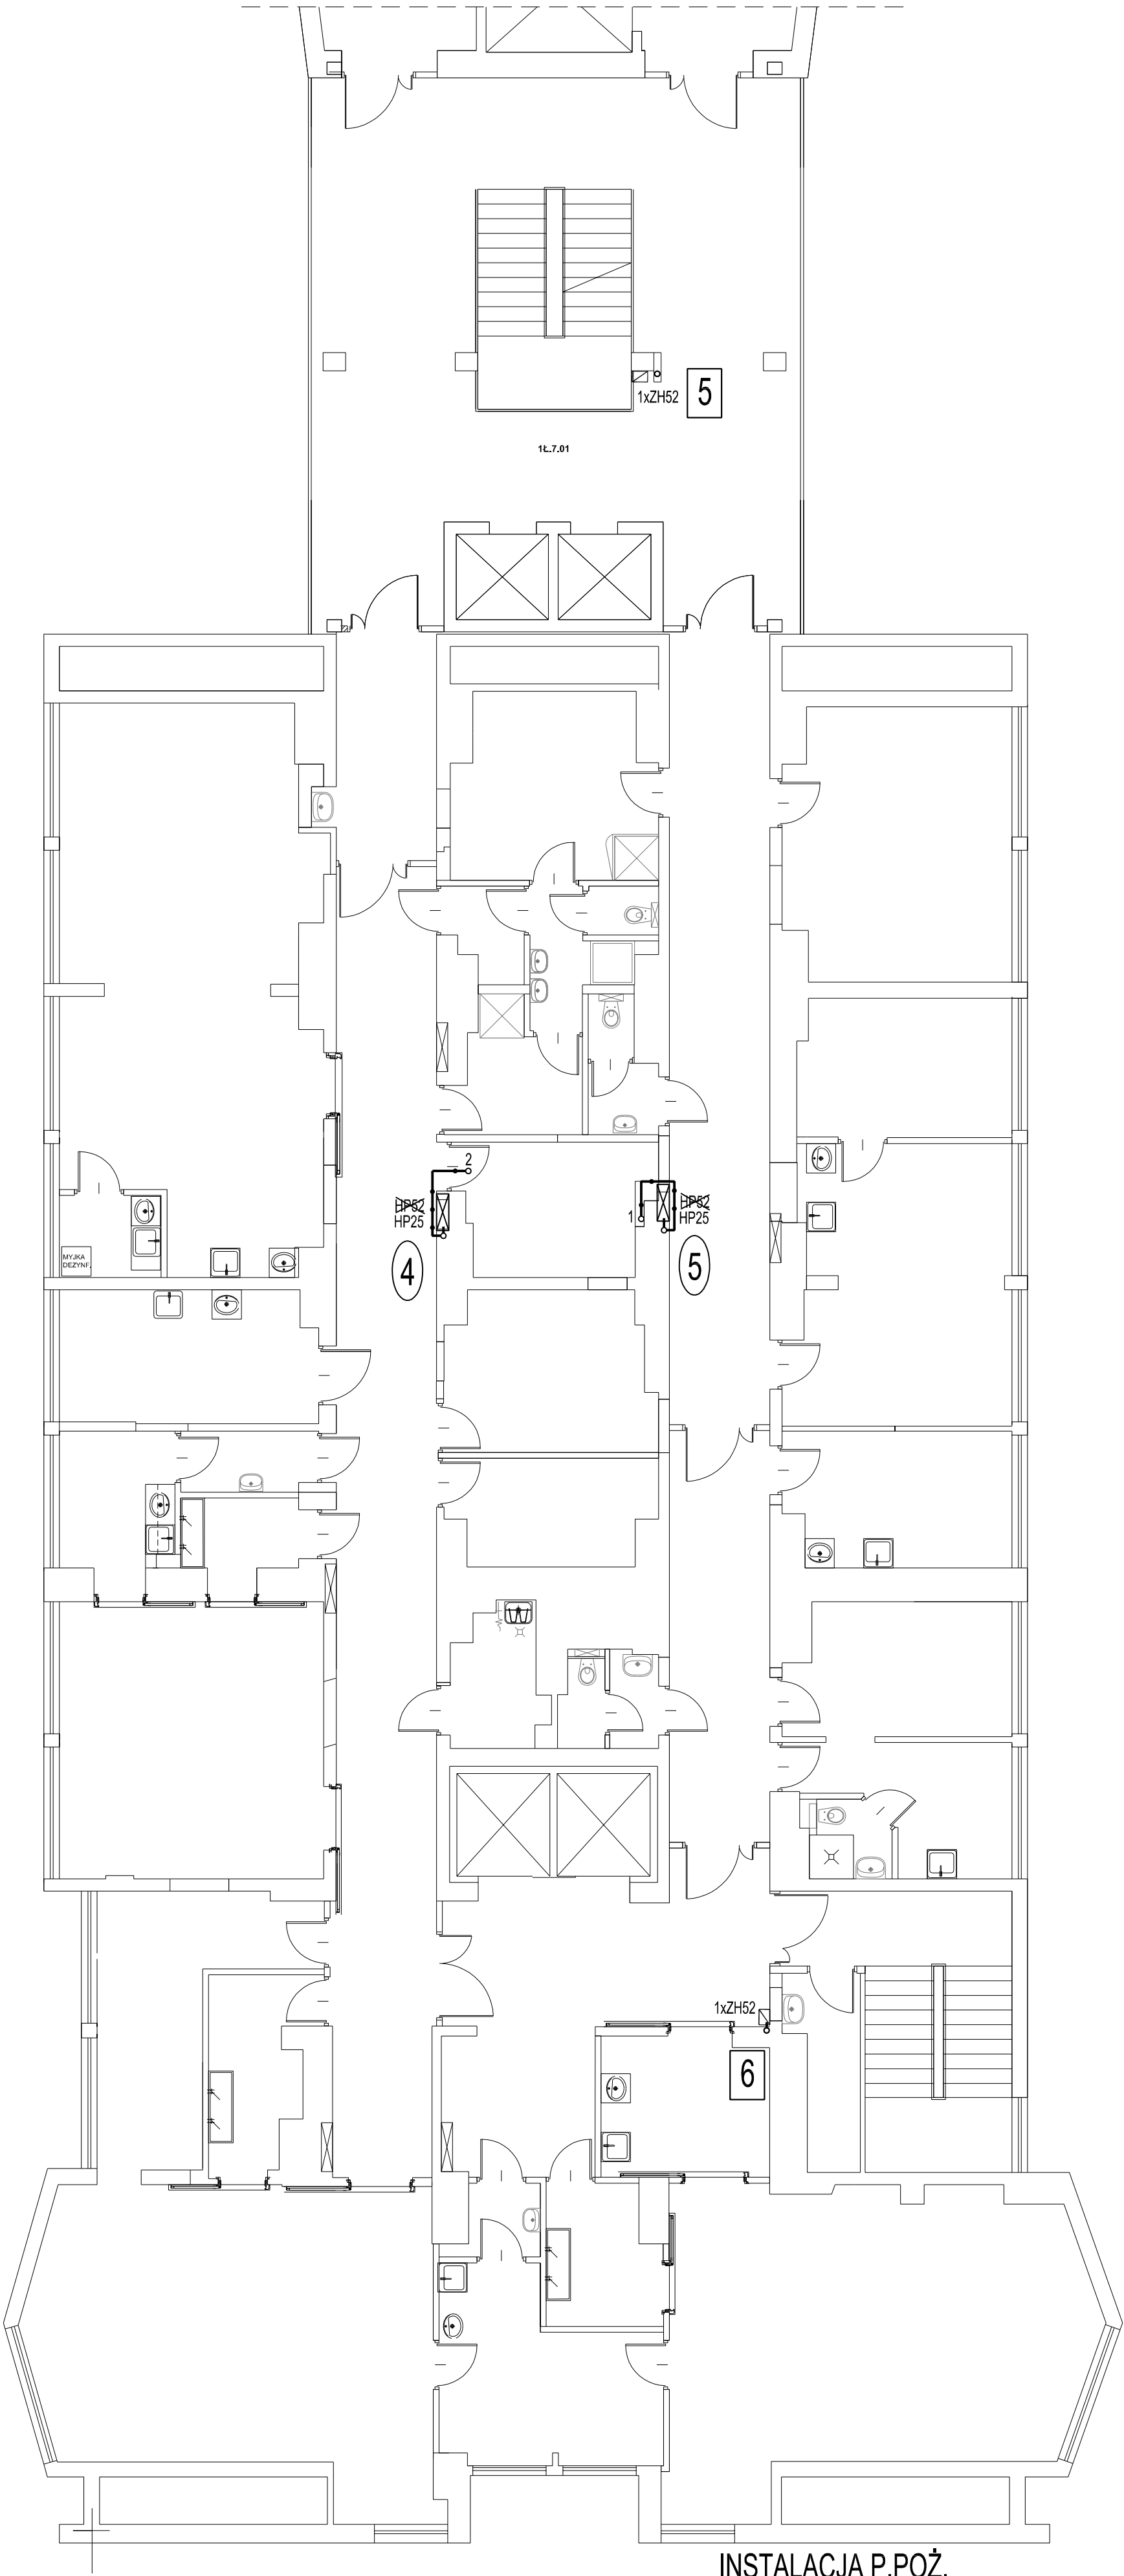 1xZH52
5
1Ł.7.01
2
HP52
HP25
4
1
HP52
HP25
5
MYJKA
DEZYNF.
1xZH52
6
INSTALACJA P.POŻ.